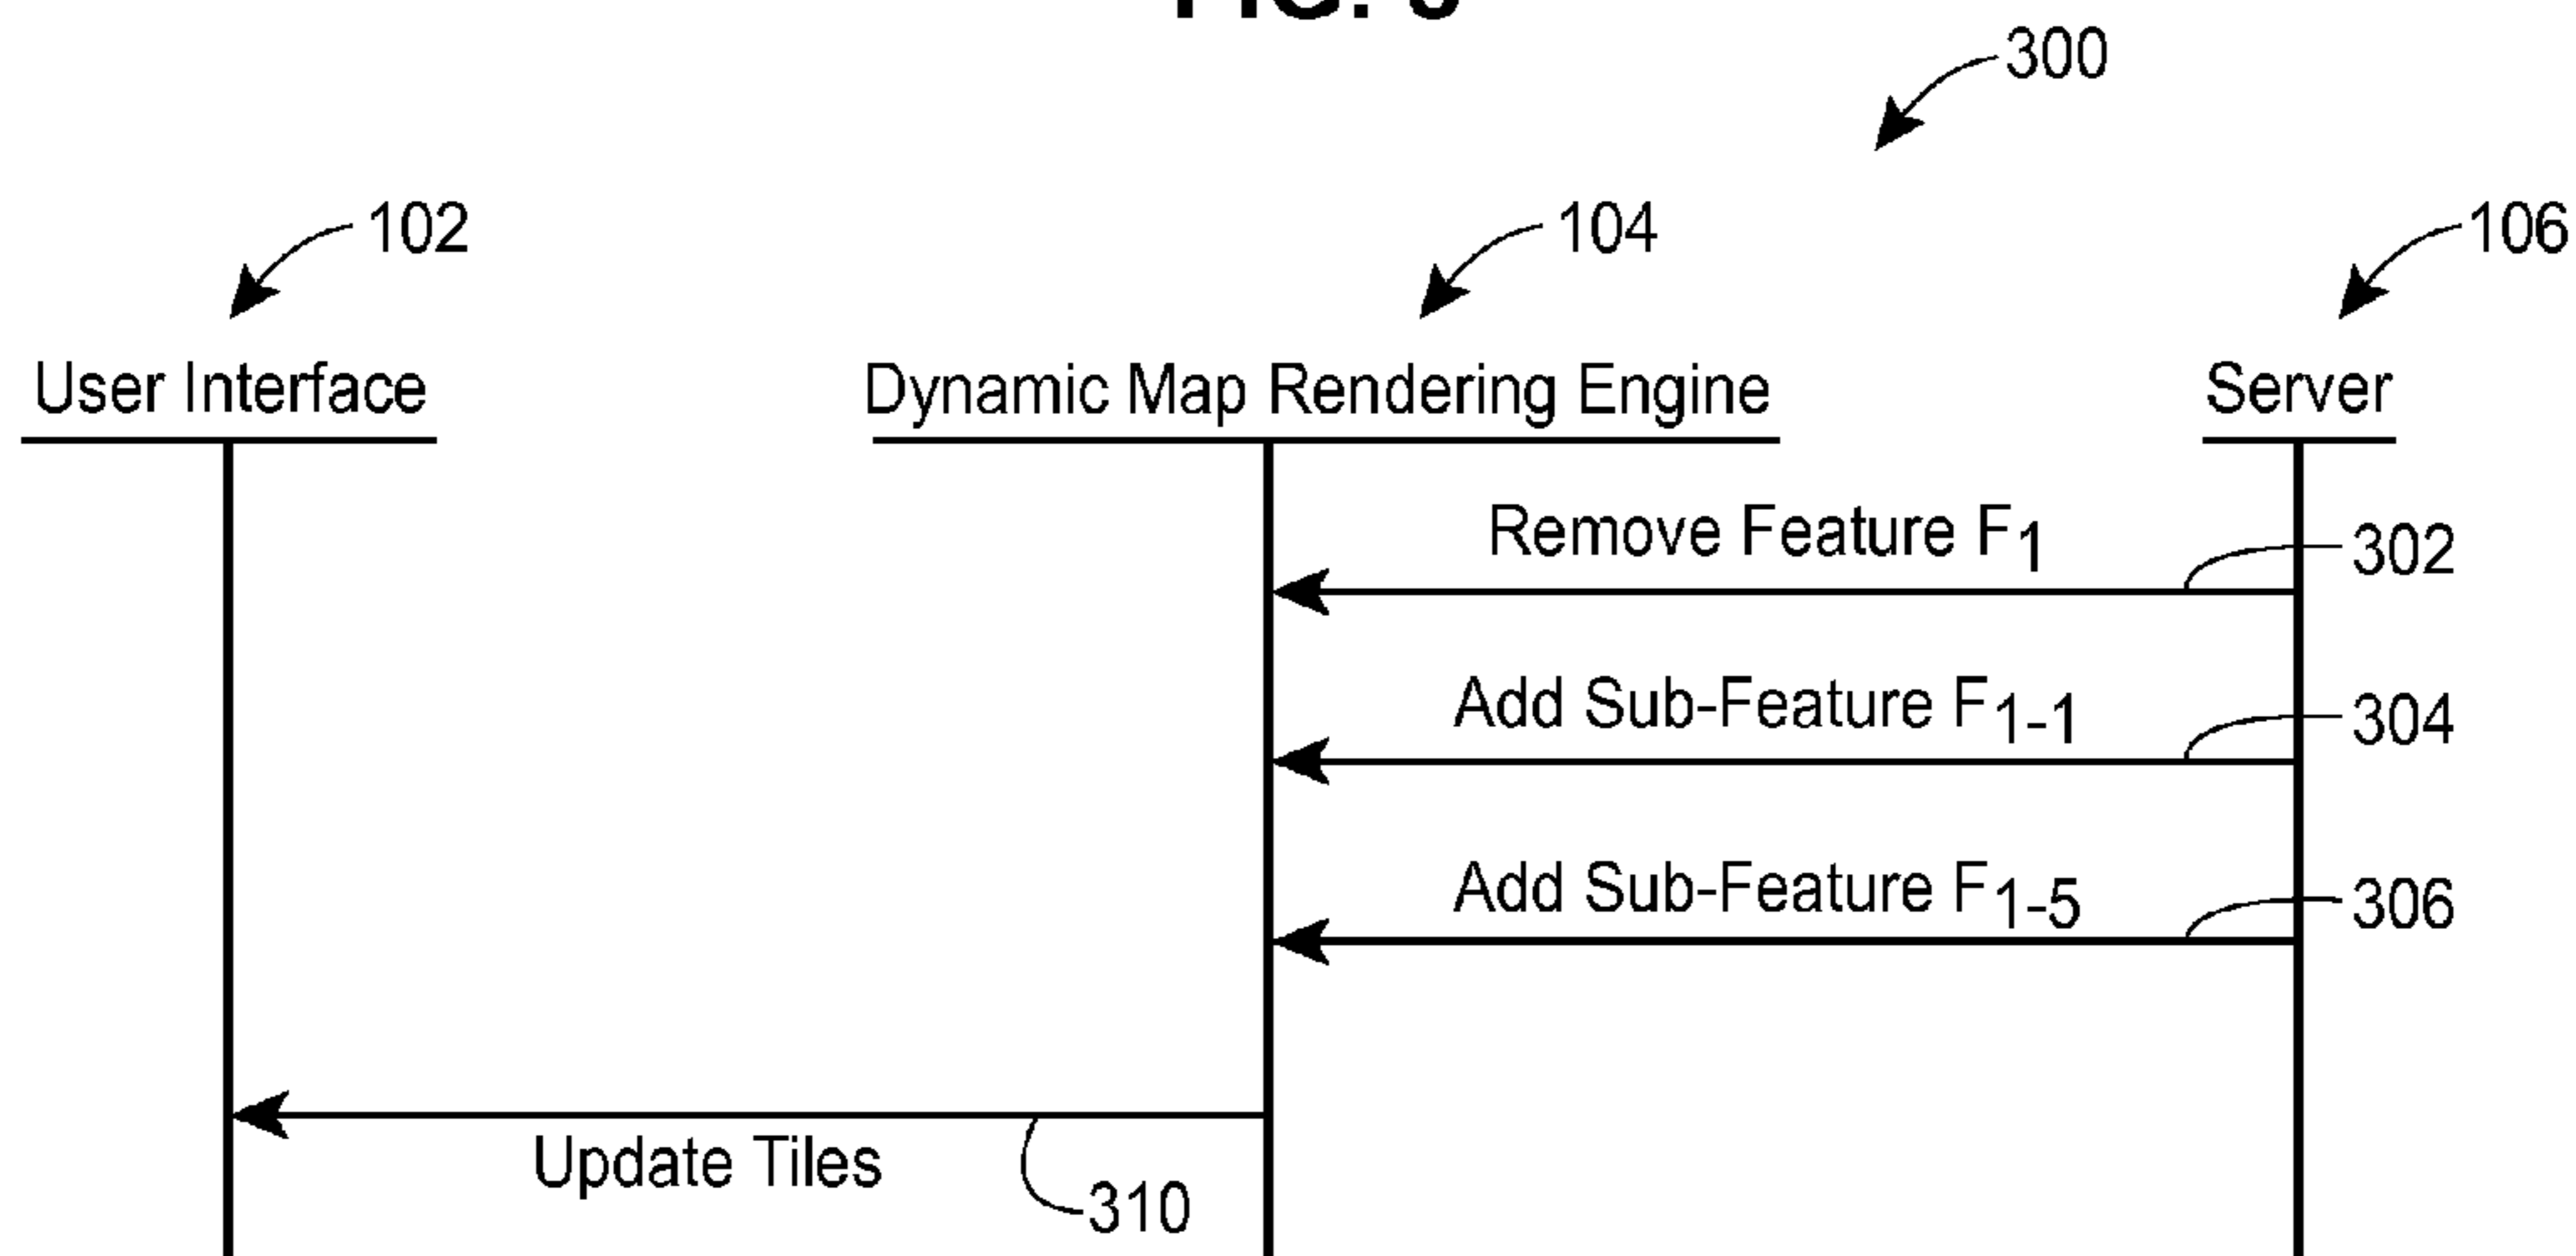 FIG.
300
102
104
106
User Interface
Dynamic Map Rendering Engine
Server
Remove Feature F1
302
Add Sub-Feature F1-1
304
Add Sub-Feature F1-5
306
Update Tiles
310